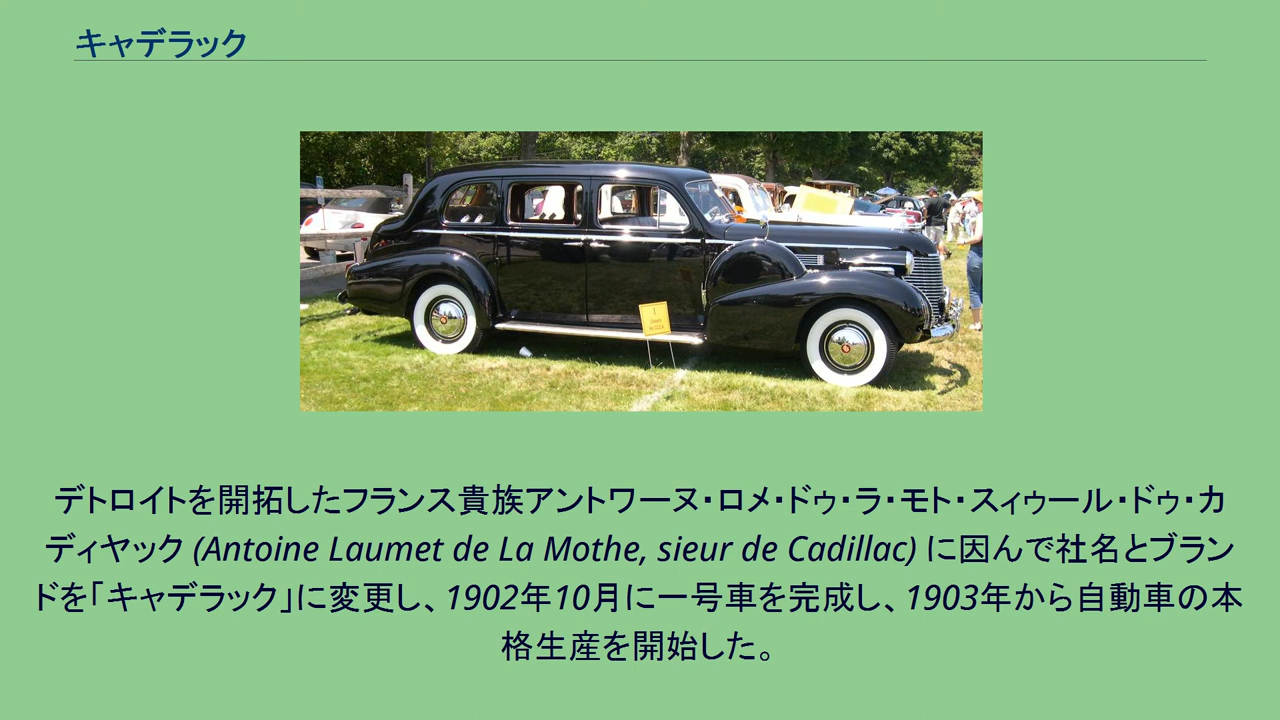 キャデラック
デトロイトを開拓したフランス貴族アントワーヌ・ロメ・ドゥ・ラ・モト・スィゥール・ドゥ・カ
ディヤック (Antoine Laumet de La Mothe, sieur de Cadillac) に因んで社名とブラン
ドを「キャデラック」に変更し、1902年10月に一号車を完成し、1903年から自動車の本
格生産を開始した。